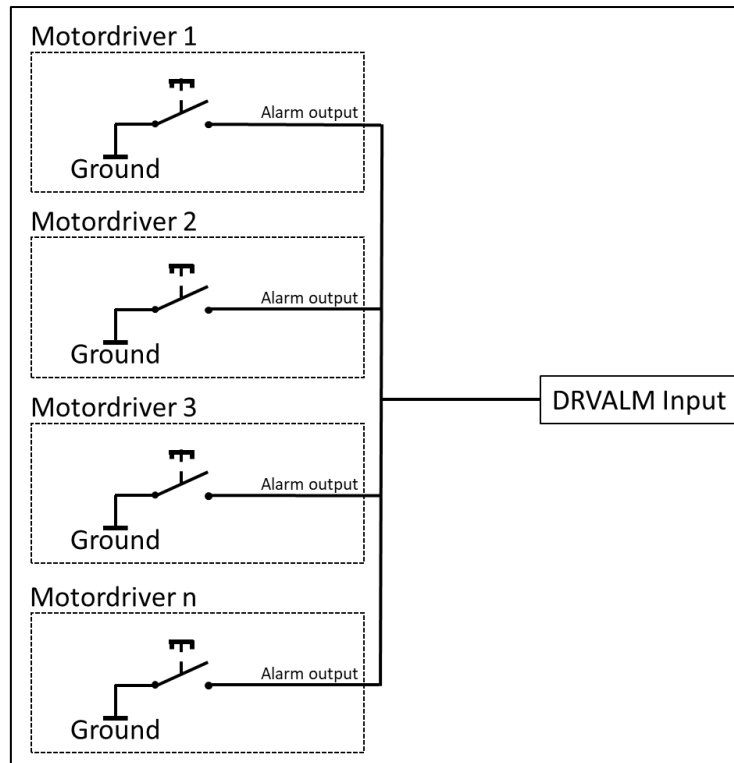 Motordriver 1
Alarm output
Ground
Motordriver 2
Alarm output
Ground
DRVALM Input
Motordriver 3
Alarm output
Ground
Motordriver n
Alarm output
Ground